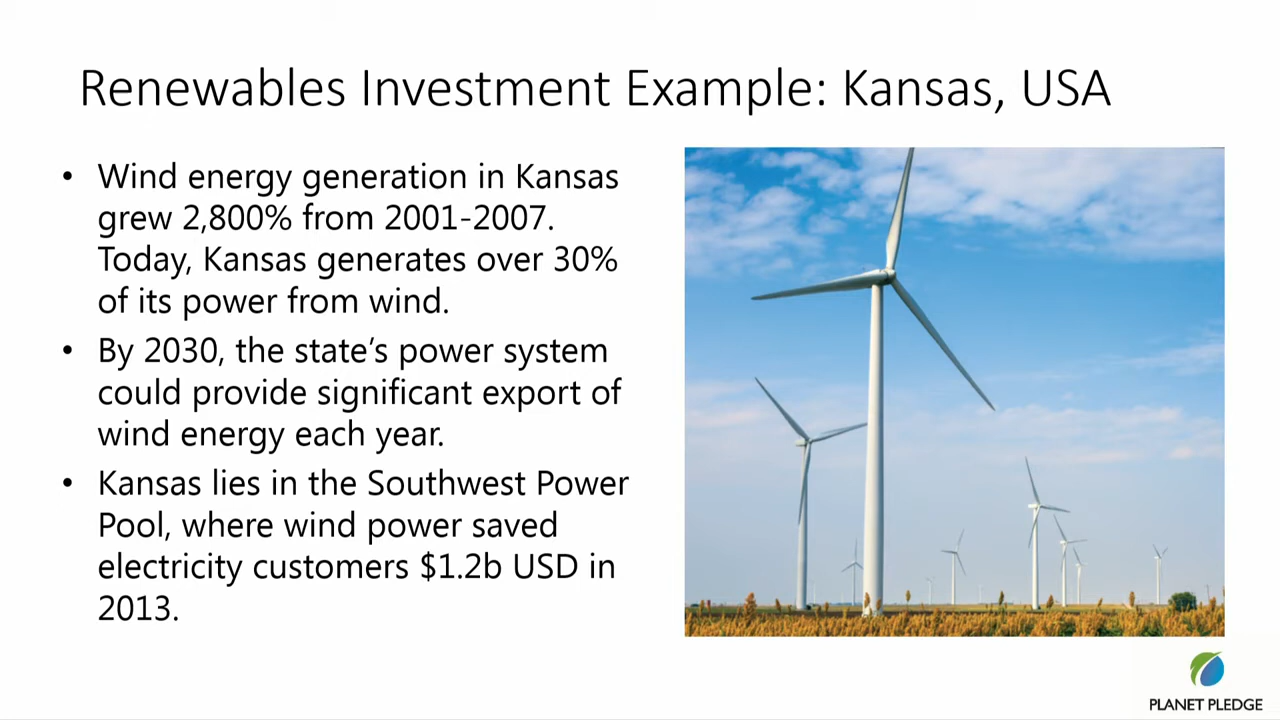 Renewables Investment Example: Kansas, USA
• Wind energy generation in Kansas
grew 2,800% from 2001-2007.
Today, Kansas generates over 30%
of its power from wind.
• By 2030, the state’s power system
could provide significant export of
wind energy each year.
• Kansas lies in the Southwest Power
Pool, where wind power saved
electricity customers $1.2b USD in
2013.
PLANET PLEDGE